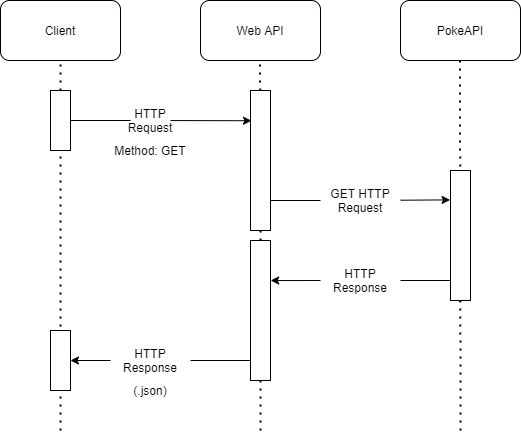 Client
Web API
PokeAPI
HTTP
Request
Method: GET
GET HTTP
Request
HTTP
Response
HTTP
Response
(.json)